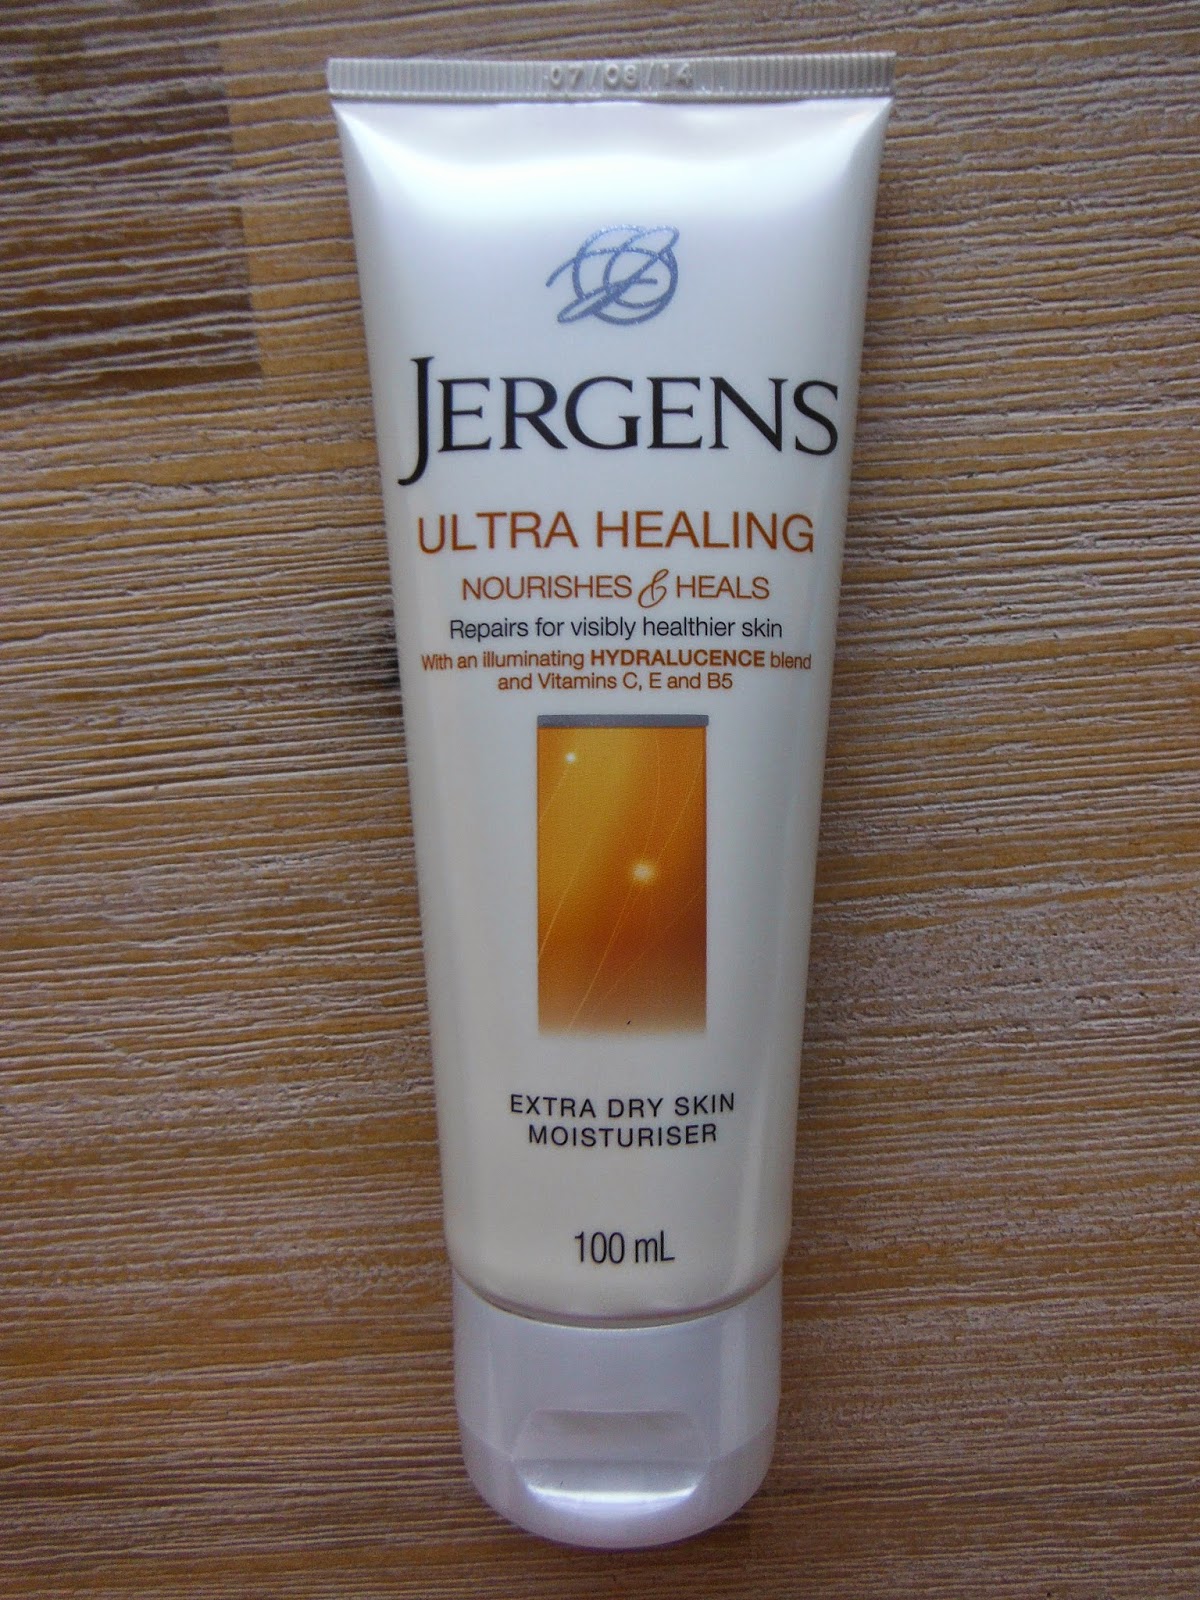 07/08/14
JERGENS
ULTRA HEALING
NOURISHES & HEALS
Repairs for visibly healthier skin
With an illuminating HYDRALUCENCE blend
and Vitamins C, E and B5
EXTRA DRY SKIN
MOISTURISER
100 mL